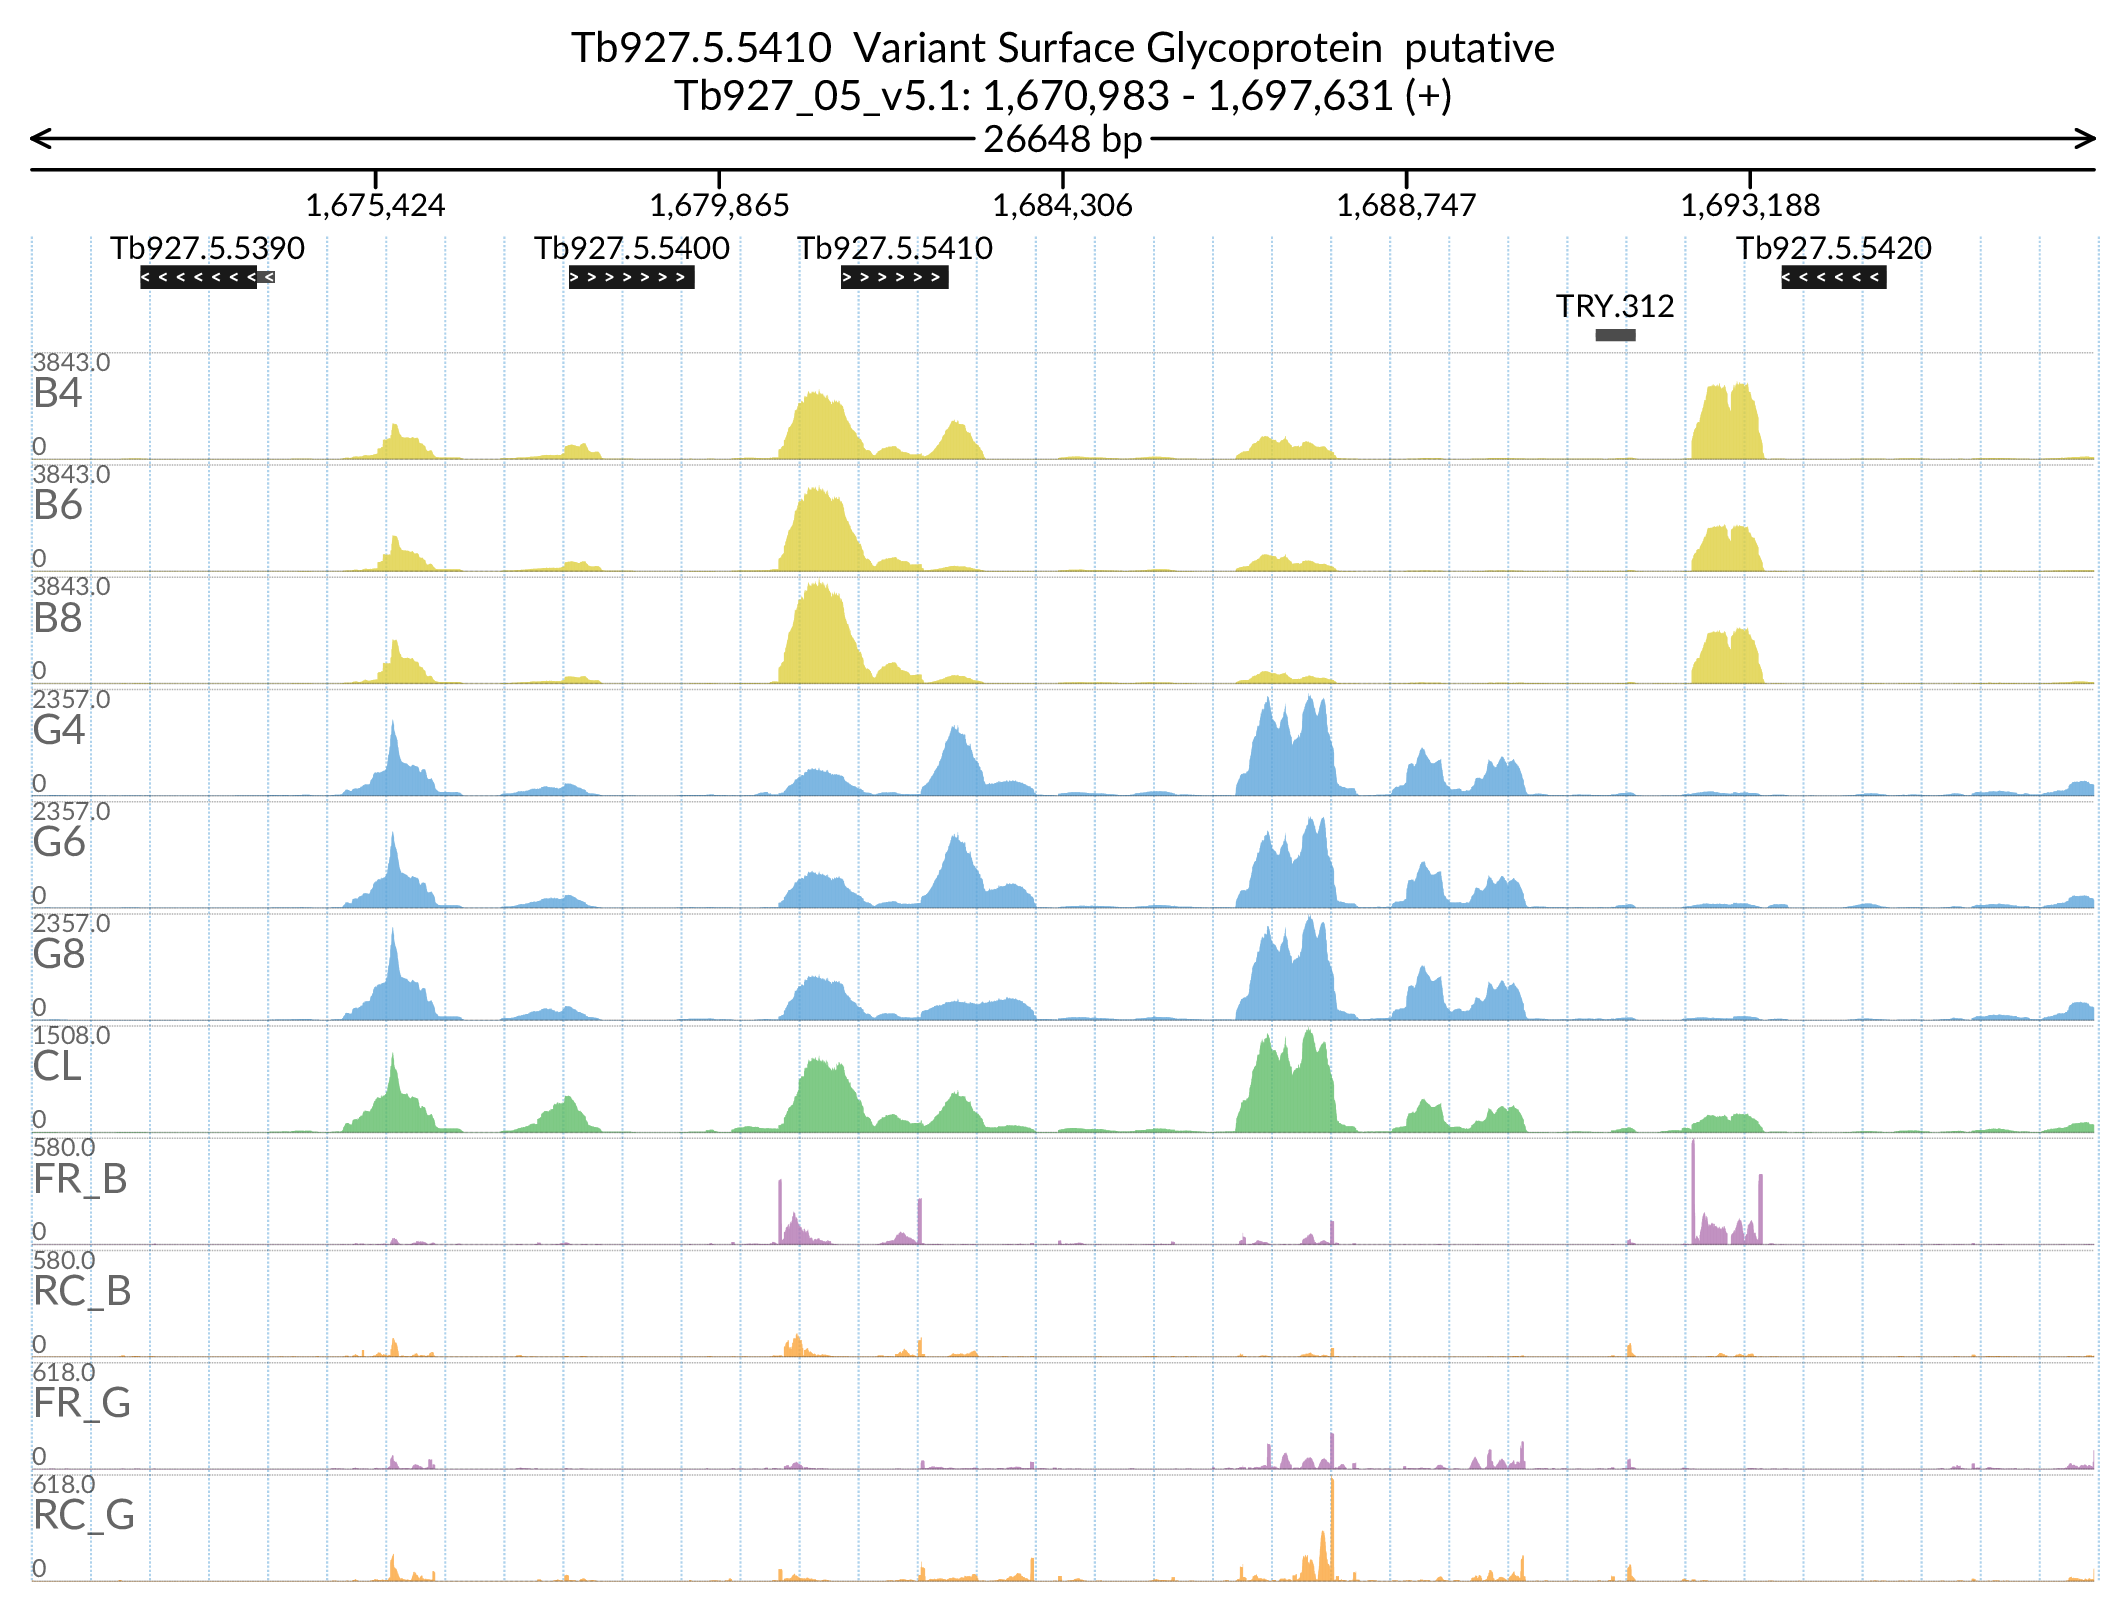 Tb927.5.5410 Variant Surface Glycoprotein putative
Tb927_05_v5.1: 1,670,983 - 1,697,631 (+)
26648 bp
1,675,424 1,679,865 1,684,306 1,688,747 1,693,188
Tb927.5.5390 Tb927.5.5400 Tb927.5.5410 Tb927.5.5420
TRY.312
3843.0
B4
0
3843.0
B6
0
3843.0
B8
0
2357.0
G4
0
2357.0
G6
0
2357.0
G8
0
1508.0
CL
0
580.0
FR_B
0
580.0
RC_B
0
618.0
FR_G
0
618.0
RC_G
0